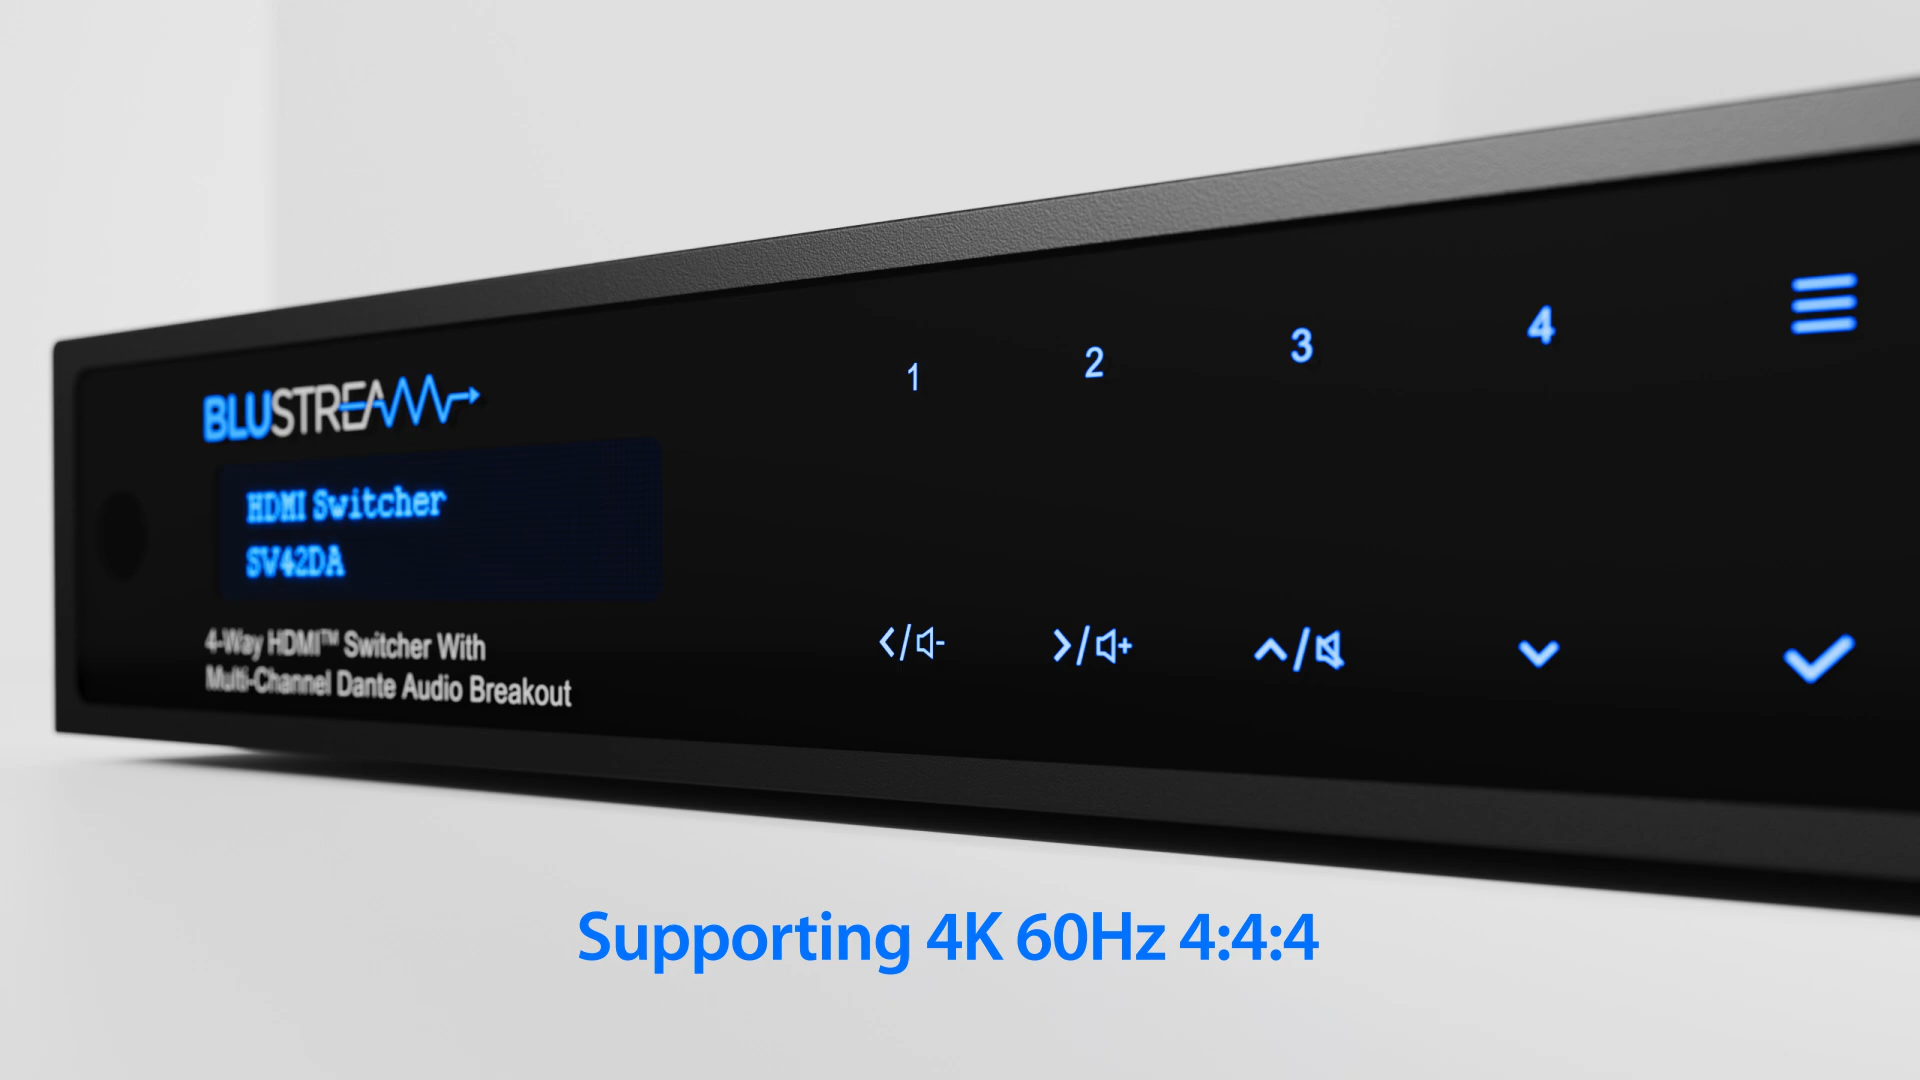 BLUSTREAM
HDMI Switcher
SW42DA
4-Way HDMI™ Switcher With
Multi-Channel Dante Audio Breakout
1 2 3 4
Supporting 4K 60Hz 4:4:4